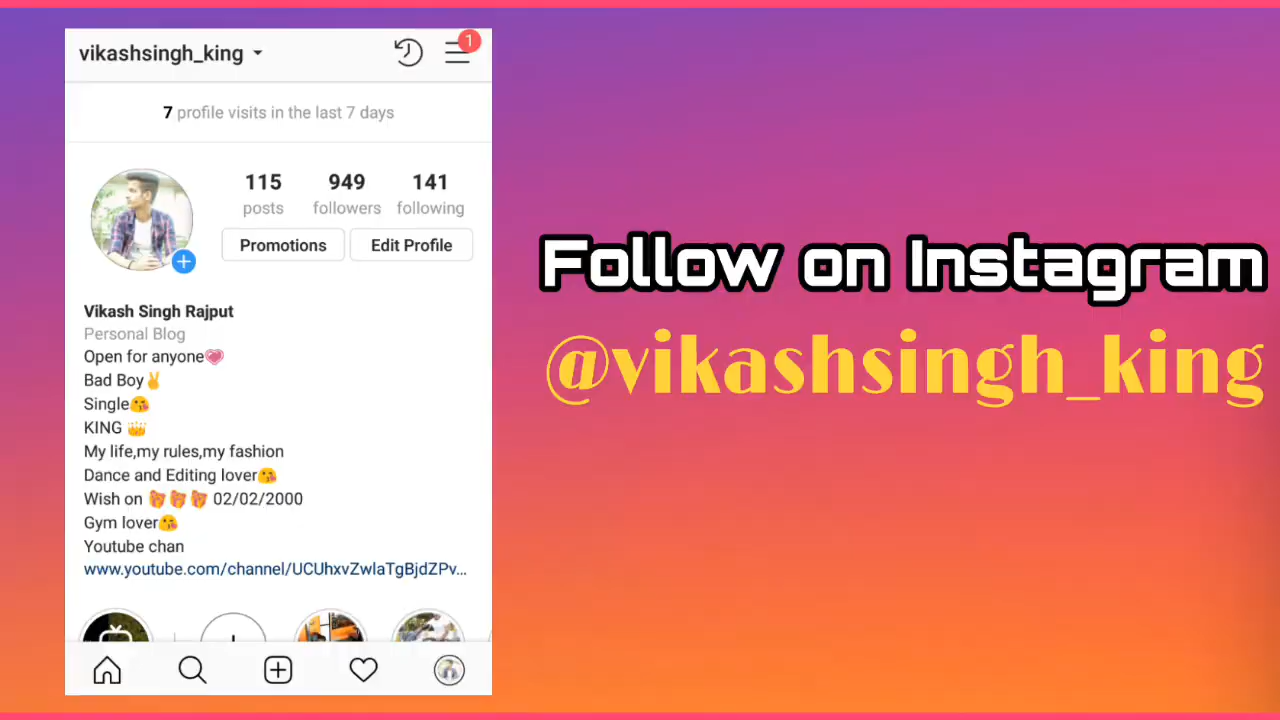 vikashsingh_king
1
7 profile visits in the last 7 days
115 949 141
posts followers following
Promotions Edit Profile
Vikash Singh Rajput
Personal Blog
Open for anyone💓
Bad Boy✌
Single😘
KING 👑
My life,my rules,my fashion
Dance and Editing lover😘
Wish on 🎁🎁🎁 02/02/2000
Gym lover😘
Youtube chan
www.youtube.com/channel/UCUhxvZwlaTgBjdZPv...
Follow on Instagram
@vikashsingh_king